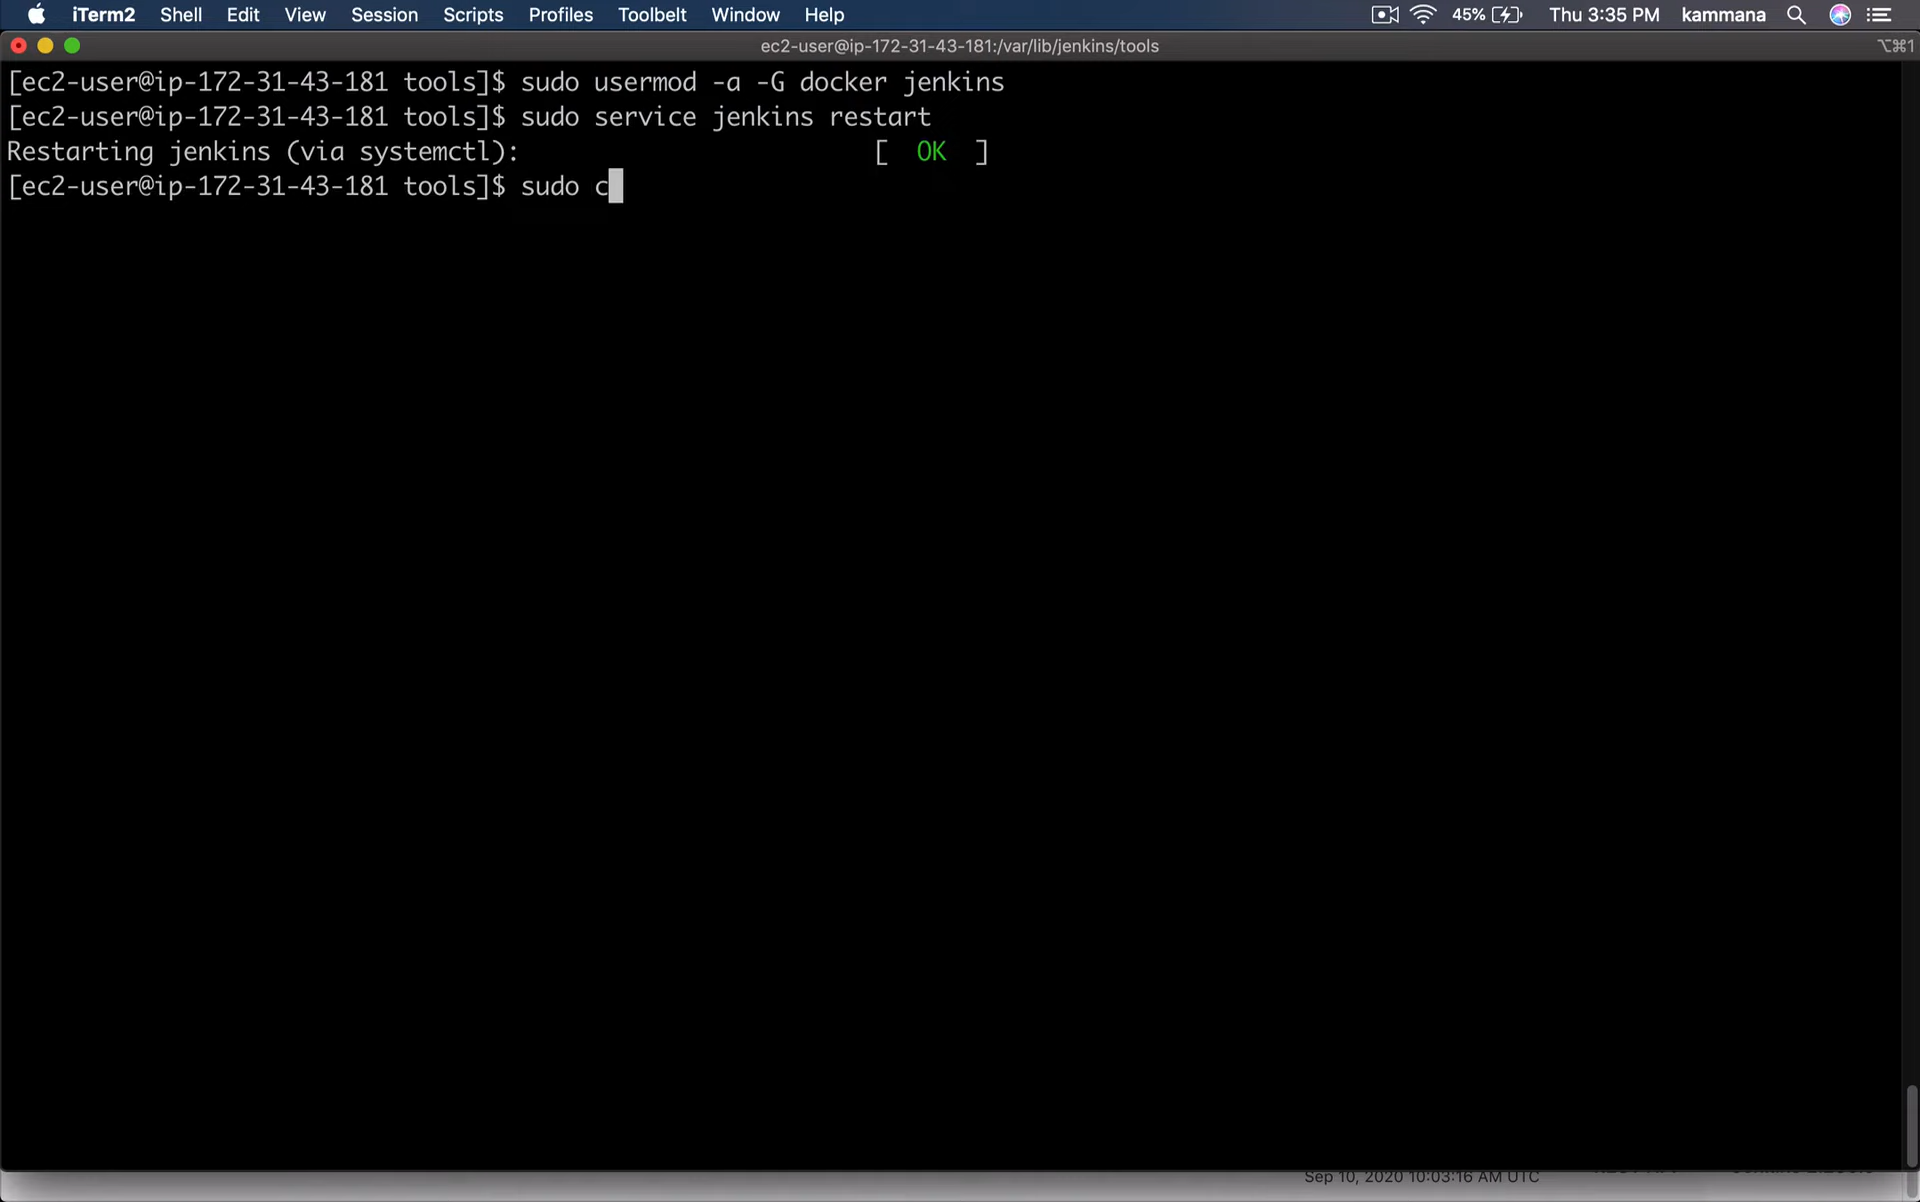 iTerm2 Shell Edit View Session Scripts Profiles Toolbelt Window Help 45% Thu 3:35 PM kammana
ec2-user@ip-172-31-43-181:/var/lib/jenkins/tools ⌥⌘1
[ec2-user@ip-172-31-43-181 tools]$ sudo usermod -a -G docker jenkins
[ec2-user@ip-172-31-43-181 tools]$ sudo service jenkins restart
Restarting jenkins (via systemctl): [ OK ]
[ec2-user@ip-172-31-43-181 tools]$ sudo c
Sep 10, 2020 10:03:16 AM UTC